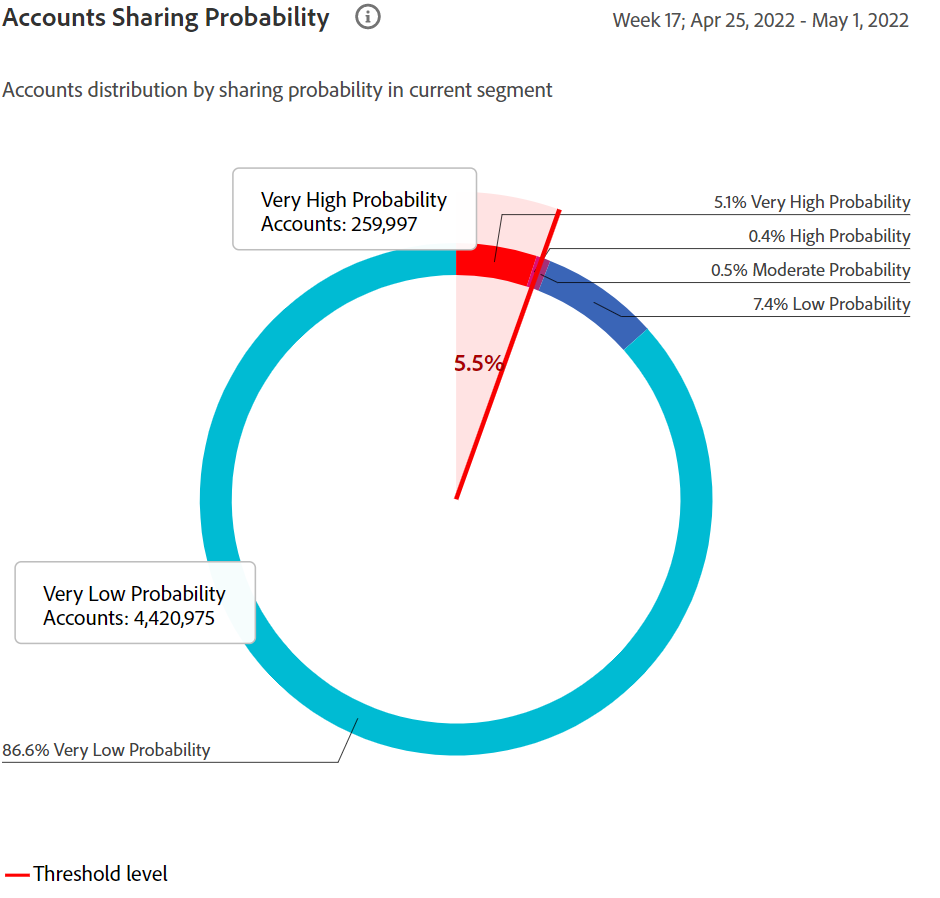 Accounts Sharing Probability
Week 17; Apr 25, 2022 - May 1, 2022
Accounts distribution by sharing probability in current segment
Very High Probability
Accounts: 259,997
5.1% Very High Probability
0.4% High Probability
0.5% Moderate Probability
7.4% Low Probability
5.5%
Very Low Probability
Accounts: 4,420,975
86.6% Very Low Probability
Threshold level